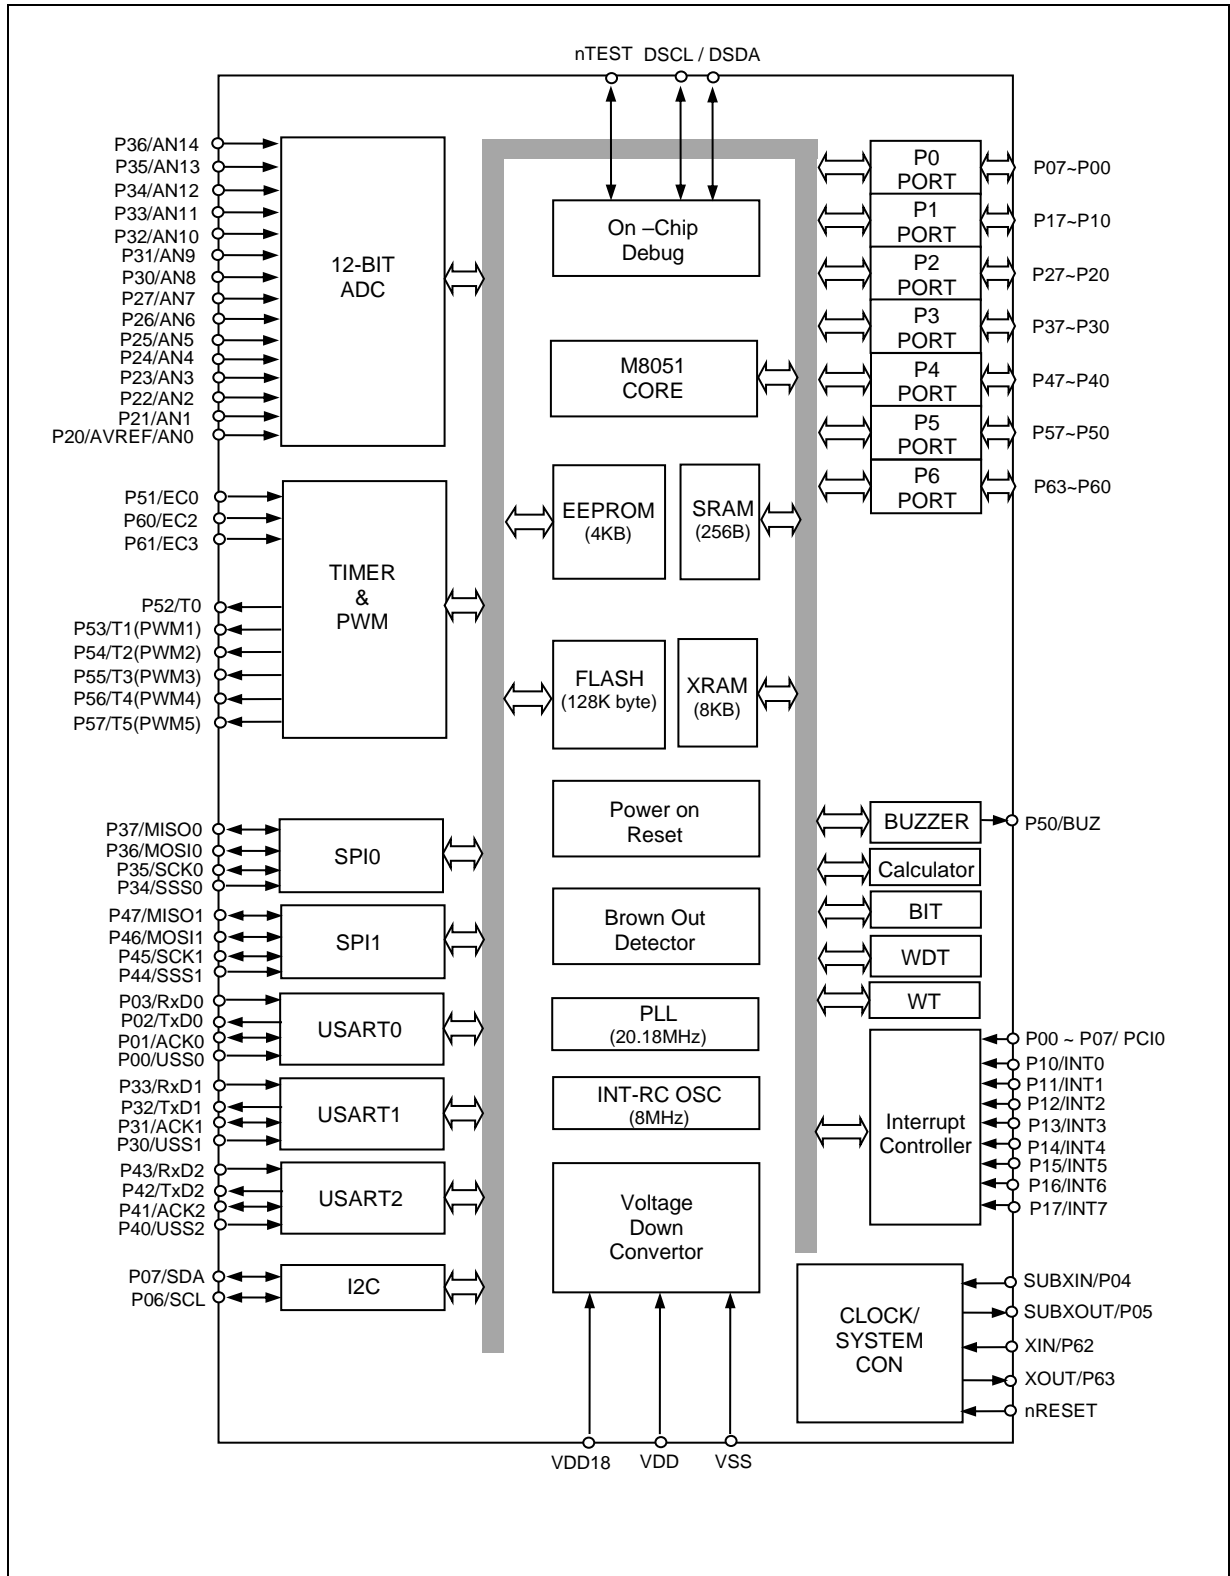 nTEST DSCL / DSDA
P36/AN14
P35/AN13
P34/AN12
P33/AN11
P32/AN10
P31/AN9
P30/AN8
P27/AN7
P26/AN6
P25/AN5
P24/AN4
P23/AN3
P22/AN2
P21/AN1
P20/AVREF/AN0
12-BIT
ADC
P51/EC0
P60/EC2
P61/EC3
P52/T0
P53/T1(PWM1)
P54/T2(PWM2)
P55/T3(PWM3)
P56/T4(PWM4)
P57/T5(PWM5)
TIMER
&
PWM
P37/MISO0
P36/MOSI0
P35/SCK0
P34/SSS0
SPI0
P47/MISO1
P46/MOSI1
P45/SCK1
P44/SSS1
SPI1
P03/RxD0
P02/TxD0
P01/ACK0
P00/USS0
USART0
P33/RxD1
P32/TxD1
P31/ACK1
P30/USS1
USART1
P43/RxD2
P42/TxD2
P41/ACK2
P40/USS2
USART2
P07/SDA
P06/SCL
I2C
On –Chip
Debug
M8051
CORE
EEPROM
(4KB)
SRAM
(256B)
FLASH
(128K byte)
XRAM
(8KB)
Power on
Reset
Brown Out
Detector
PLL
(20.18MHz)
INT-RC OSC
(8MHz)
Voltage
Down
Convertor
VDD18
VDD
VSS
P0
PORT
P07~P00
P1
PORT
P17~P10
P2
PORT
P27~P20
P3
PORT
P37~P30
P4
PORT
P47~P40
P5
PORT
P57~P50
P6
PORT
P63~P60
BUZZER
P50/BUZ
Calculator
BIT
WDT
WT
Interrupt
Controller
P00 ~ P07/ PCI0
P10/INT0
P11/INT1
P12/INT2
P13/INT3
P14/INT4
P15/INT5
P16/INT6
P17/INT7
CLOCK/
SYSTEM
CON
SUBXIN/P04
SUBXOUT/P05
XIN/P62
XOUT/P63
nRESET